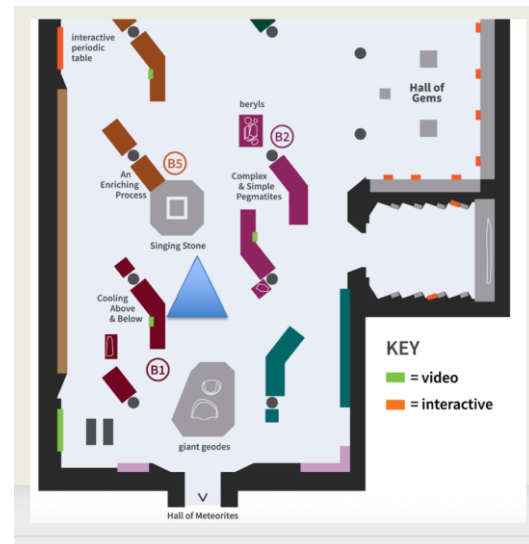 interactive
periodic
table
Hall of
Gems
beryls
B2
B5
An
Enriching
Process
Complex
& Simple
Pegmatites
Singing Stone
Cooling
Above
& Below
B1
KEY
= video
= interactive
giant geodes
Hall of Meteorites